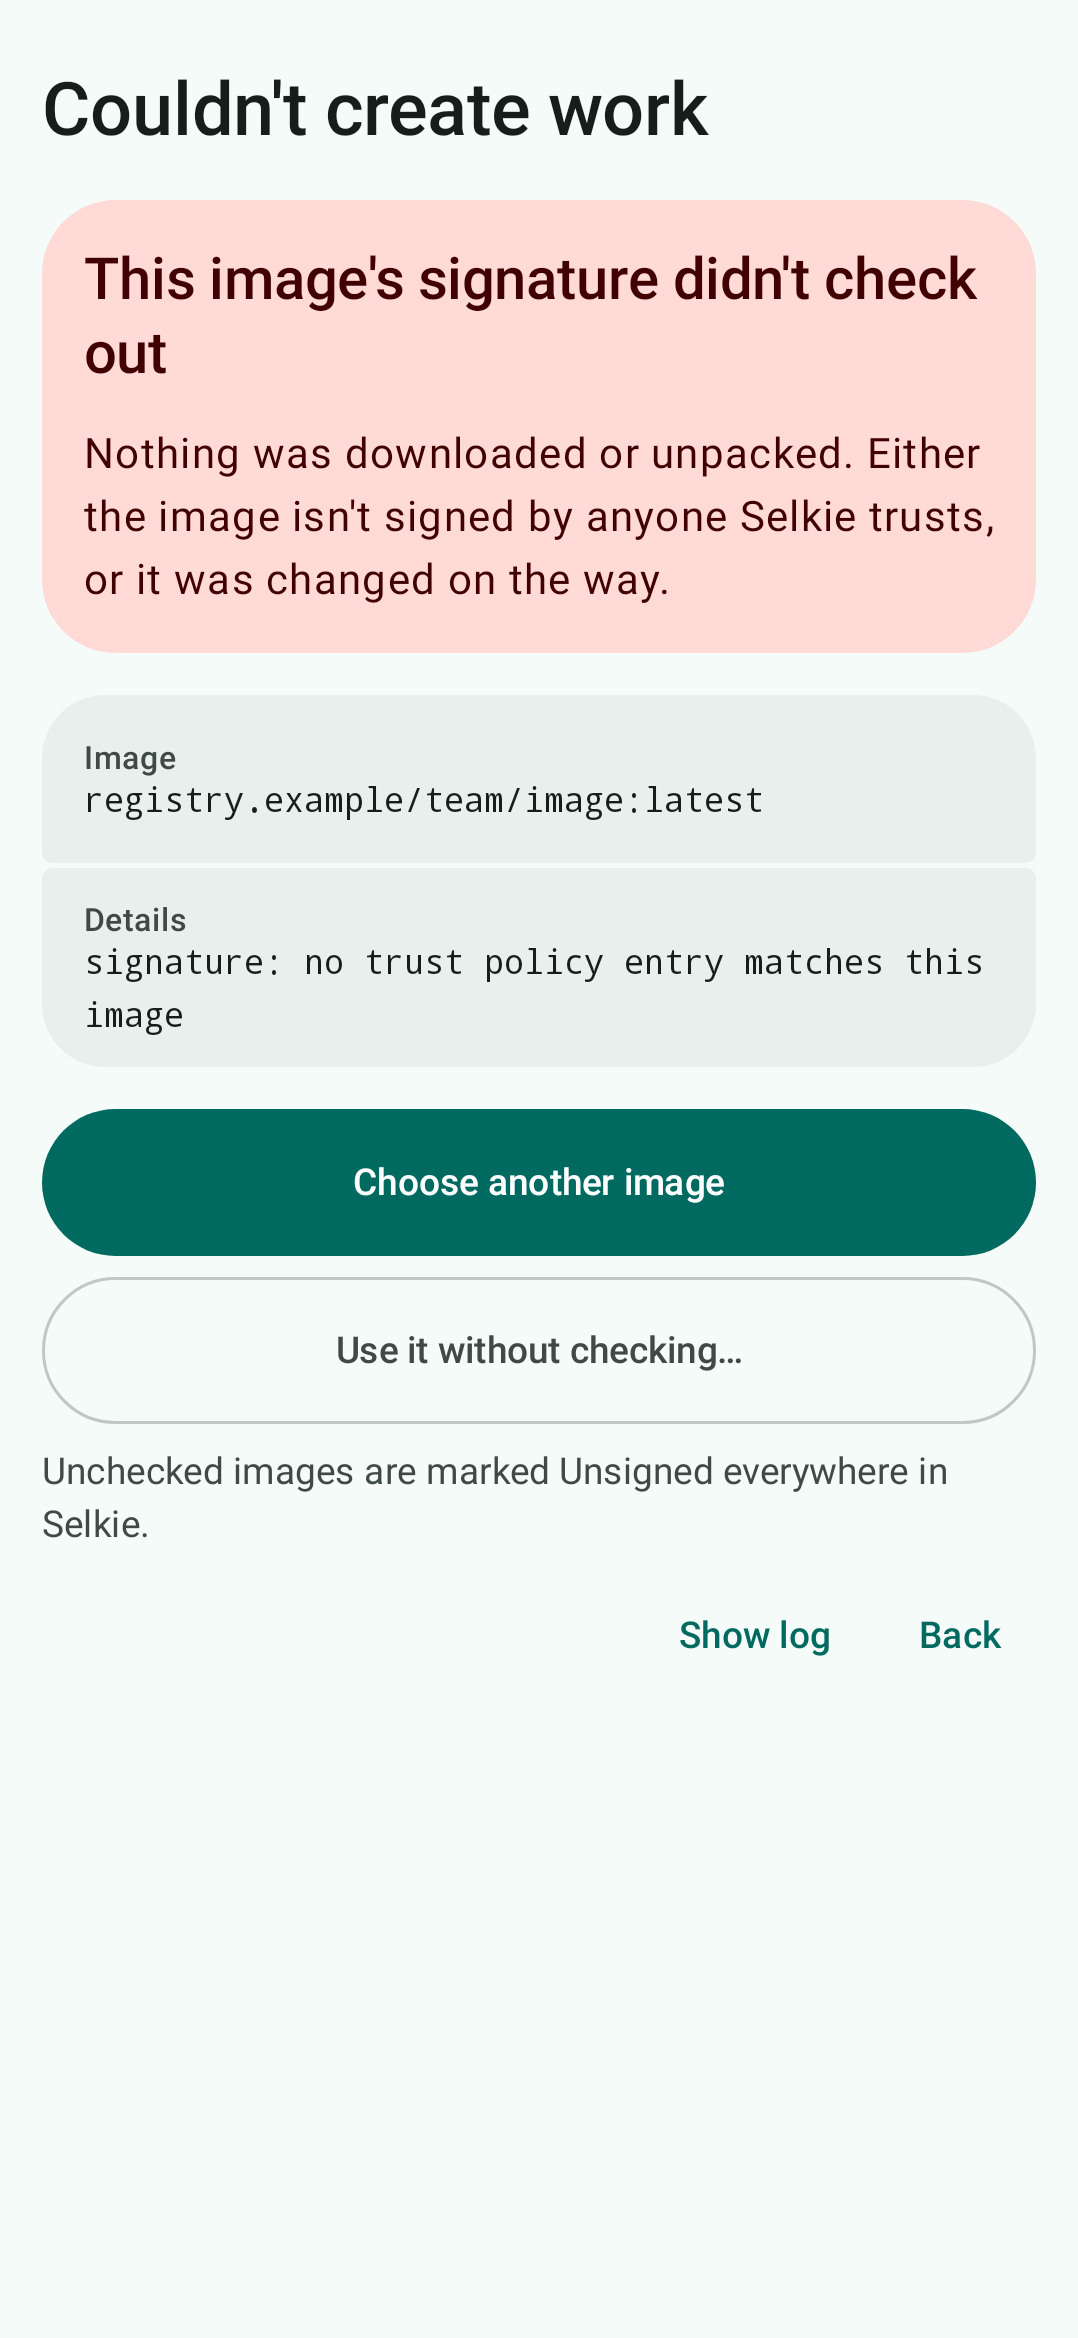 Couldn't create work
This image's signature didn't check
out
Nothing was downloaded or unpacked. Either
the image isn't signed by anyone Selkie trusts,
or it was changed on the way.
Image
registry.example/team/image:latest
Details
signature: no trust policy entry matches this
image
Choose another image
Use it without checking…
Unchecked images are marked Unsigned everywhere in
Selkie.
Show log
Back